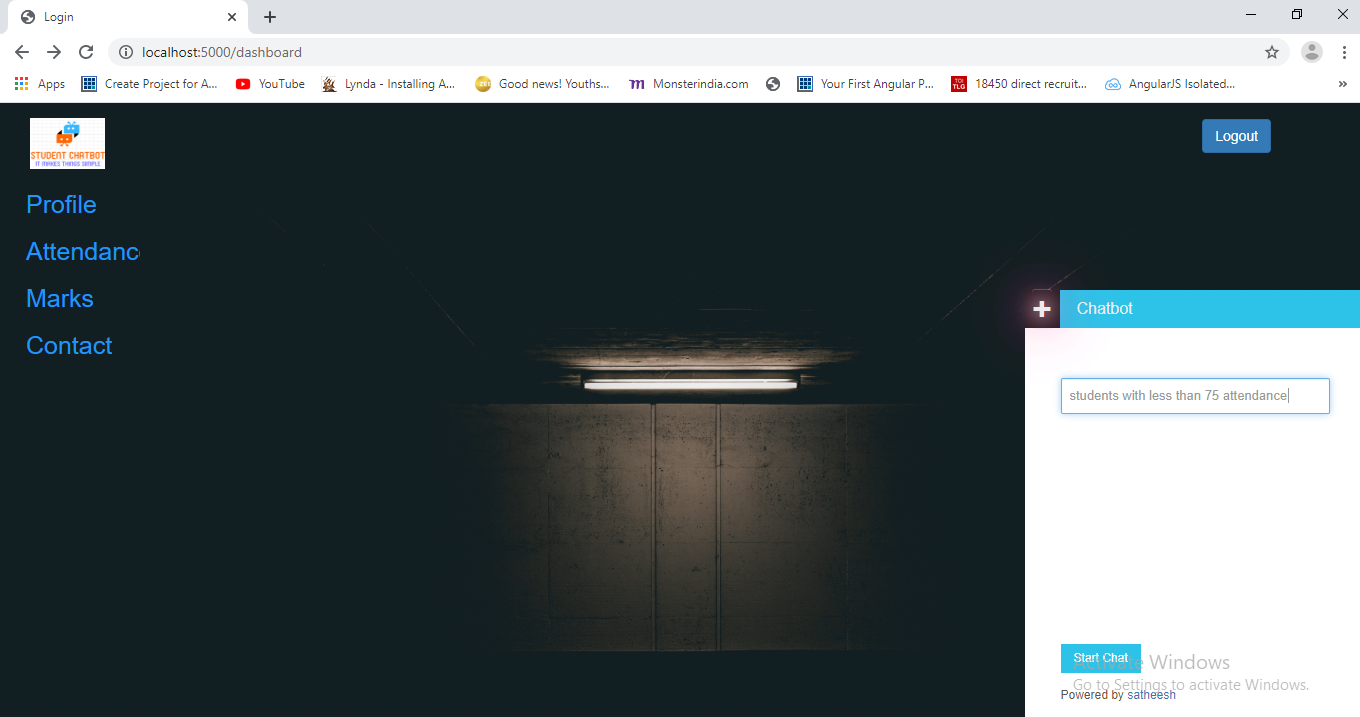 Login
localhost:5000/dashboard
Apps
Create Project for A...
YouTube
Lynda - Installing A...
Good news! Youths...
Monsterindia.com
Your First Angular P...
TOI
TLG
18450 direct recruit...
AngularJS Isolated...
»
STUDENT CHATBOT
IT MAKES THINGS SIMPLE
Logout
Profile
Attendanc
Marks
Contact
Chatbot
students with less than 75 attendance
Start Chat
Activate Windows
Go to Settings to activate Windows.
Powered by satheesh